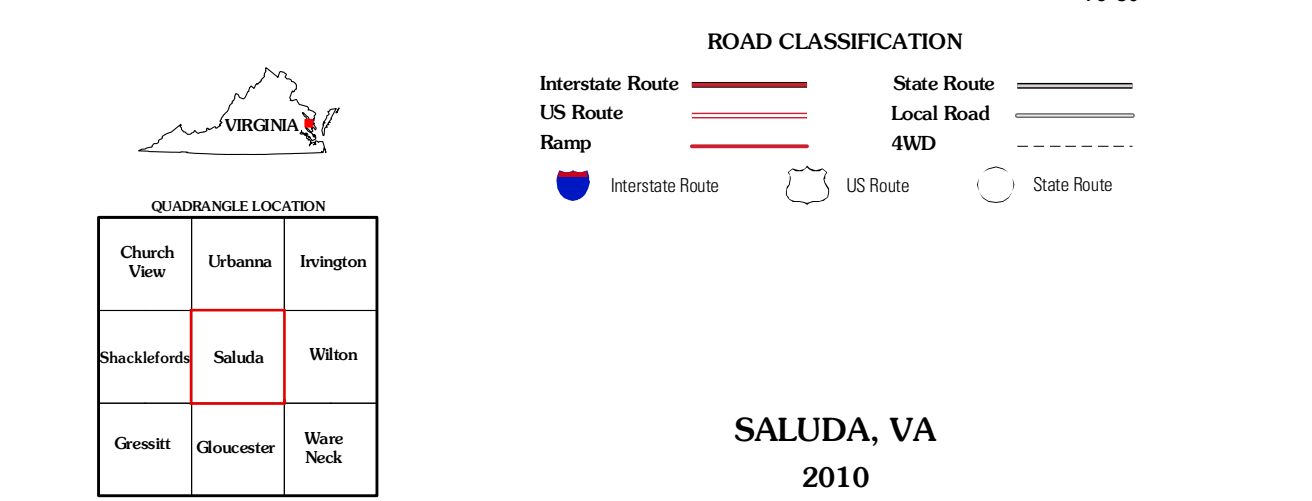 ROAD CLASSIFICATION
Interstate Route
State Route
US Route
Local Road
Ramp
4WD
Interstate Route
US Route
State Route
VIRGINIA
QUADRANGLE LOCATION
Church
View
Urbanna
Irvington
Shacklefords
Saluda
Wilton
Gressitt
Gloucester
Ware
Neck
SALUDA, VA
2010